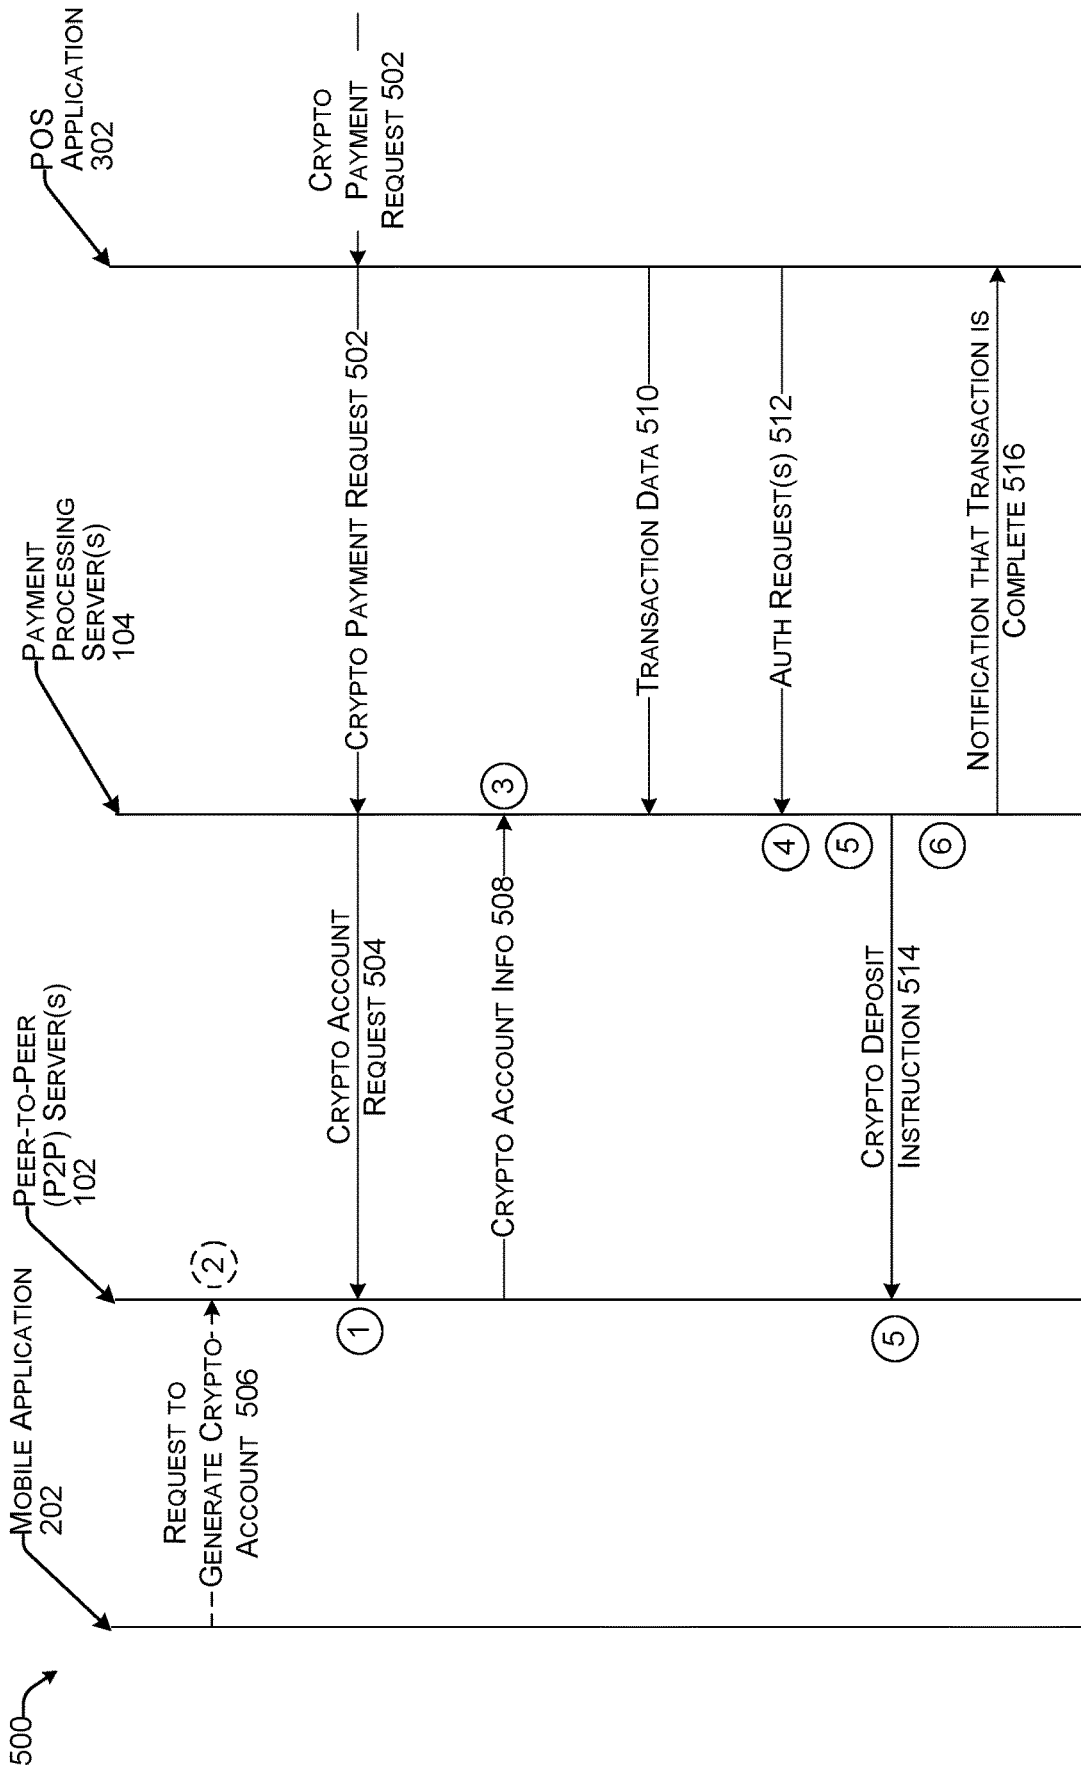 500
MOBILE APPLICATION
202
PEER-TO-PEER
(P2P) SERVER(S)
102
PAYMENT
PROCESSING
SERVER(S)
104
POS
APPLICATION
302
REQUEST TO
GENERATE CRYPTO
ACCOUNT 506
2
CRYPTO
PAYMENT
REQUEST 502
CRYPTO PAYMENT REQUEST 502
CRYPTO ACCOUNT
REQUEST 504
1
CRYPTO ACCOUNT INFO 508
3
TRANSACTION DATA 510
AUTH REQUEST(S) 512
4
5
CRYPTO DEPOSIT
INSTRUCTION 514
5
6
NOTIFICATION THAT TRANSACTION IS
COMPLETE 516